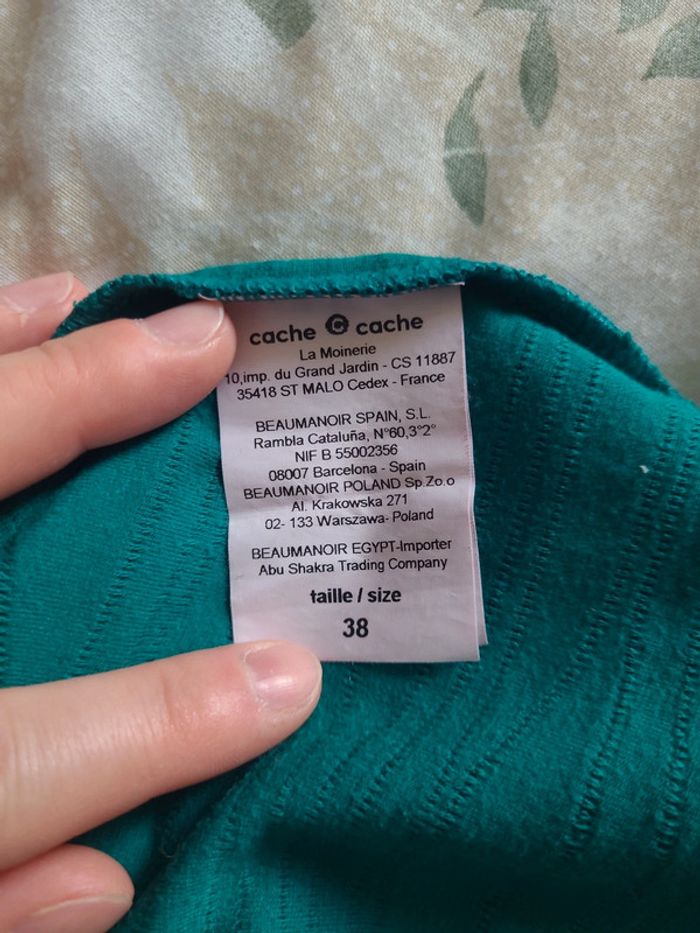 cache C cache
La Moinerie
10,imp. du Grand Jardin - CS 11887
35418 ST MALO Cedex - France
BEAUMANOIR SPAIN, S.L.
Rambla Cataluña, N°60,3°2°
NIF B 55002356
08007 Barcelona - Spain
BEAUMANOIR POLAND Sp.Zo.o
Al. Krakowska 271
02- 133 Warszawa- Poland
BEAUMANOIR EGYPT-Importer
Abu Shakra Trading Company
taille / size
38